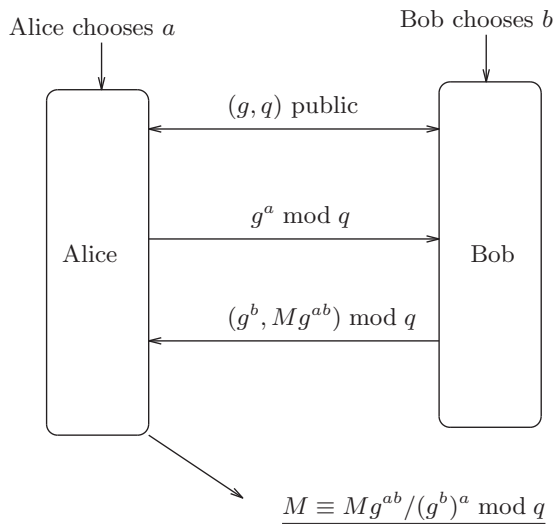 Alice chooses a
Bob chooses b
(g, q) public
g^a mod q
Alice
Bob
(g^b, Mg^{ab}) mod q
M ≡ Mg^{ab}/(g^b)^a mod q